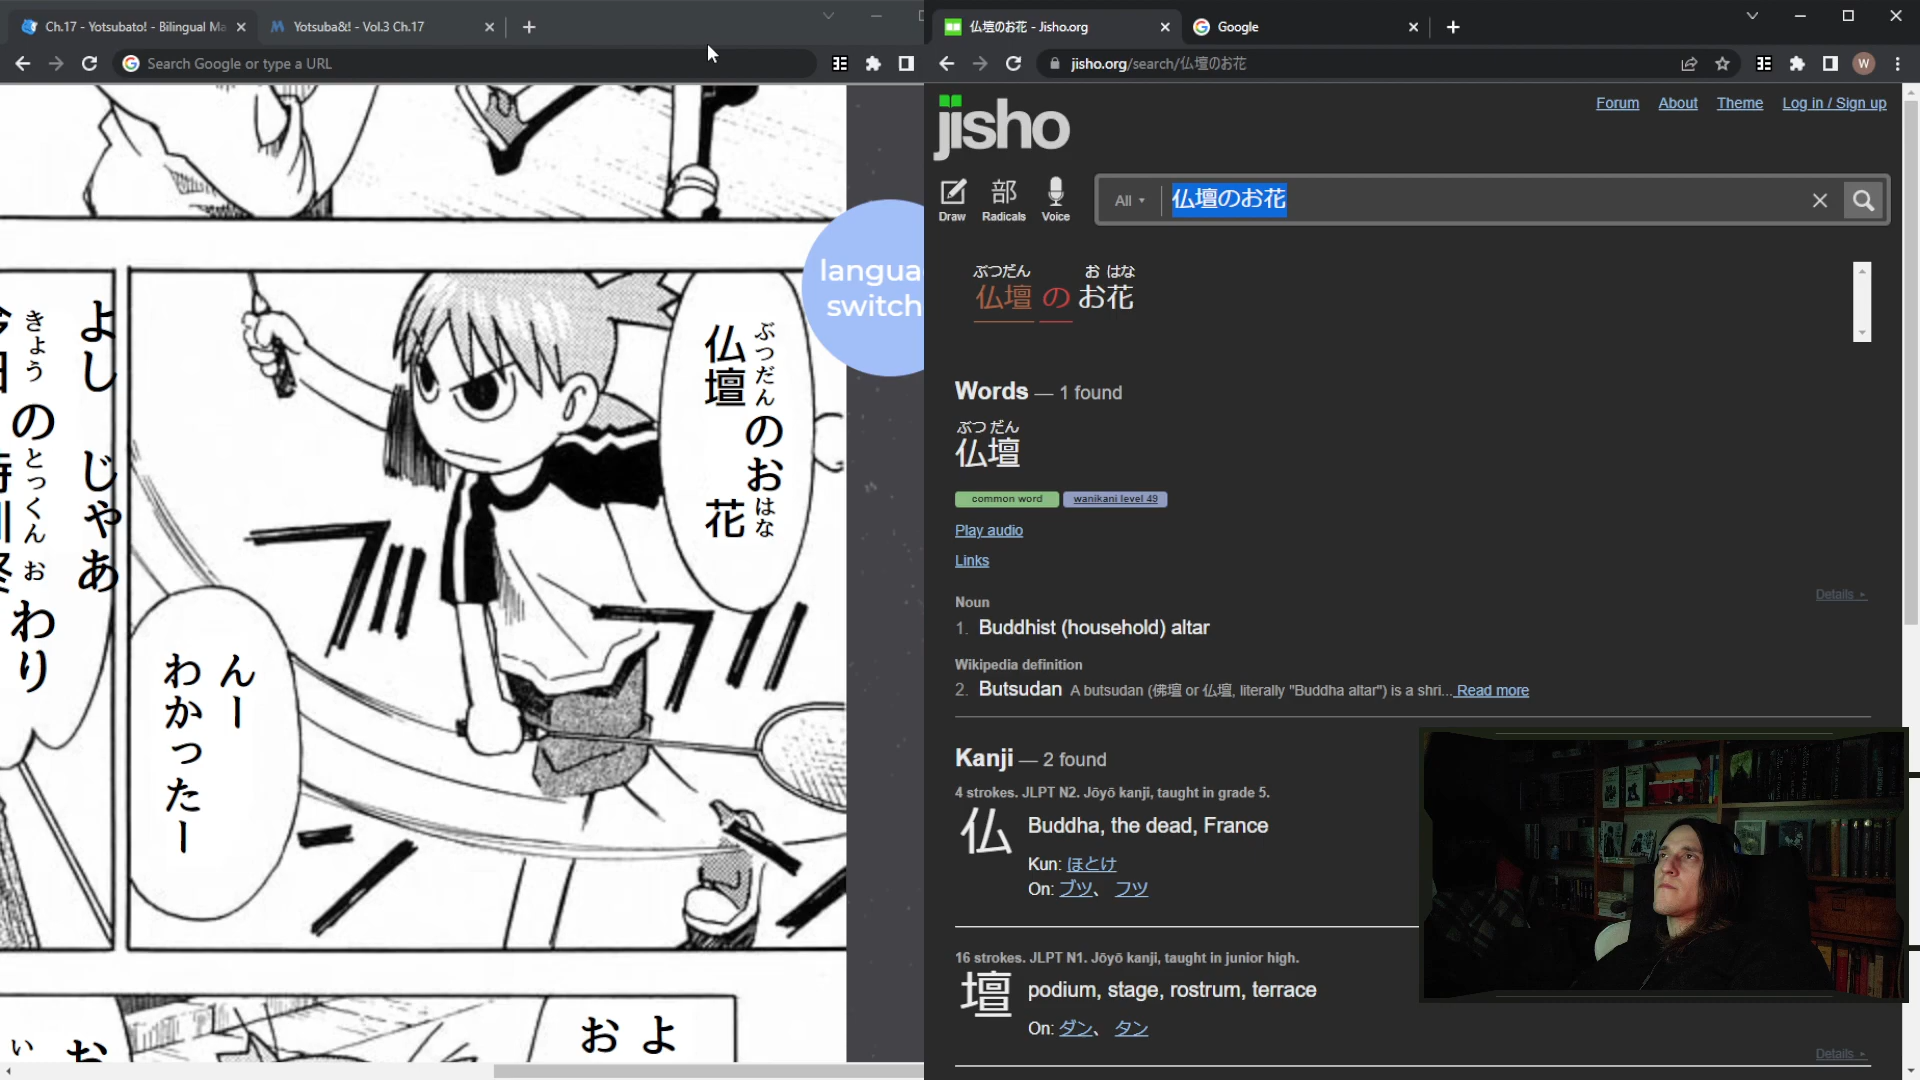 Ch.17 - Yotsubato! - Bilingual Ma
Yotsuba&! - Vol.3 Ch.17
Search Google or type a URL
仏壇のお花
ぶつだん
はな
んー
わかったー
よし じゃあ
の
わり
きょう
とっくん
お
よ
お
お
い
langua
switch
仏壇のお花 - Jisho.org
Google
jisho.org/search/仏壇のお花
W
jisho
Forum
About
Theme
Log in / Sign up
Draw
部
Radicals
Voice
All
仏壇のお花
ぶつだん お はな
仏壇 の お花
Words — 1 found
ぶつ だん
仏壇
common word
wanikani level 49
Play audio
Links
Details
Noun
1. Buddhist (household) altar
Wikipedia definition
2. Butsudan A butsudan (佛壇 or 仏壇, literally "Buddha altar") is a shri... Read more
Kanji — 2 found
4 strokes. JLPT N2. Jōyō kanji, taught in grade 5.
仏
Buddha, the dead, France
Kun: ほとけ
On: ブツ、 フツ
16 strokes. JLPT N1. Jōyō kanji, taught in junior high.
壇
podium, stage, rostrum, terrace
On: ダン、 タン
Details